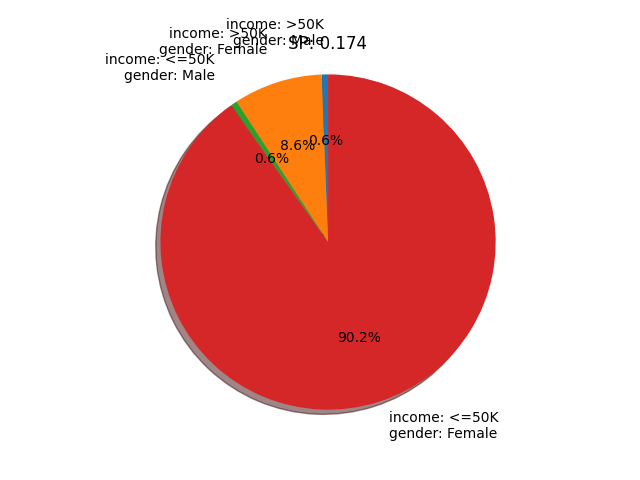 SP: 0.174
income: >50K
gender: Male
income: >50K
gender: Female
income: <=50K
gender: Male
0.6%
8.6%
0.6%
90.2%
income: <=50K
gender: Female